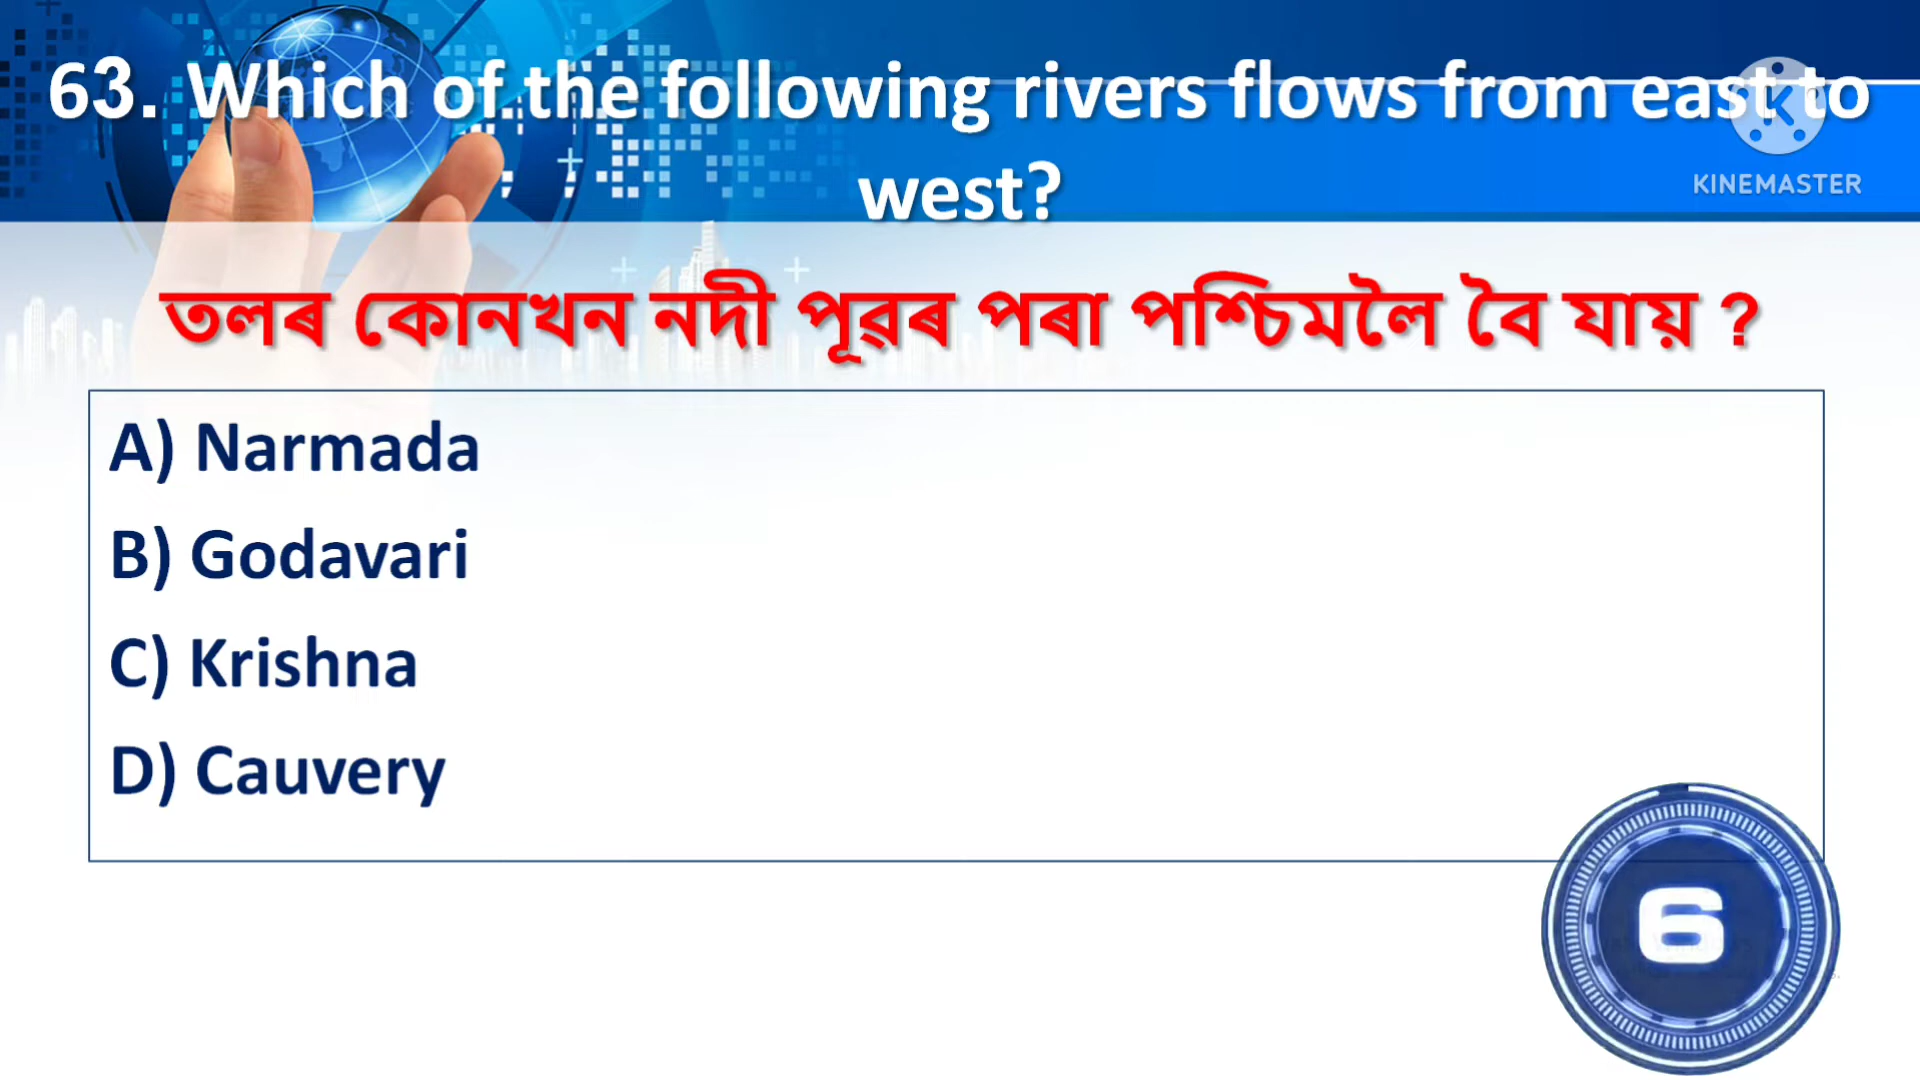 63. Which of the following rivers flows from east to
west?
KINEMASTER
তলৰ কোনখন নদী পূৱৰ পৰা পশ্চিমলৈ বৈ যায় ?
A) Narmada
B) Godavari
C) Krishna
D) Cauvery
6